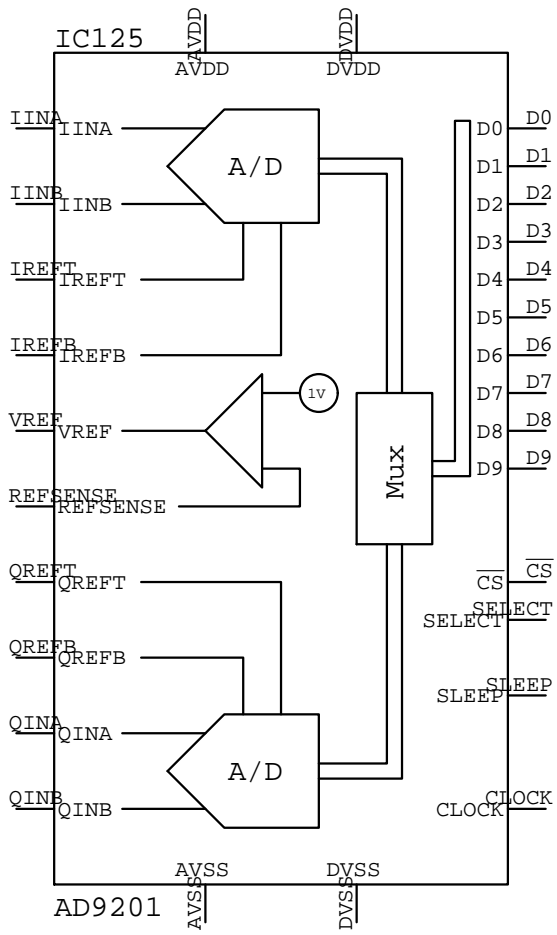 AVDD DVDD
IC125
AVDD DVDD
IINA IINA D0 D0
A/D D1 D1
IINB IINB D2 D2
D3 D3
IREFT IREFT D4 D4
D5 D5
IREFB IREFB D6 D6
1V D7 D7
VREF VREF D8 D8
Mux D9 D9
REFSENSE REFSENSE
QREFT QREFT CS CS
SELECT SELECT
QREFB QREFB
SLEEP SLEEP
QINA QINA
A/D
QINB QINB CLOCK CLOCK
AVSS DVSS
AD9201
AVSS DVSS